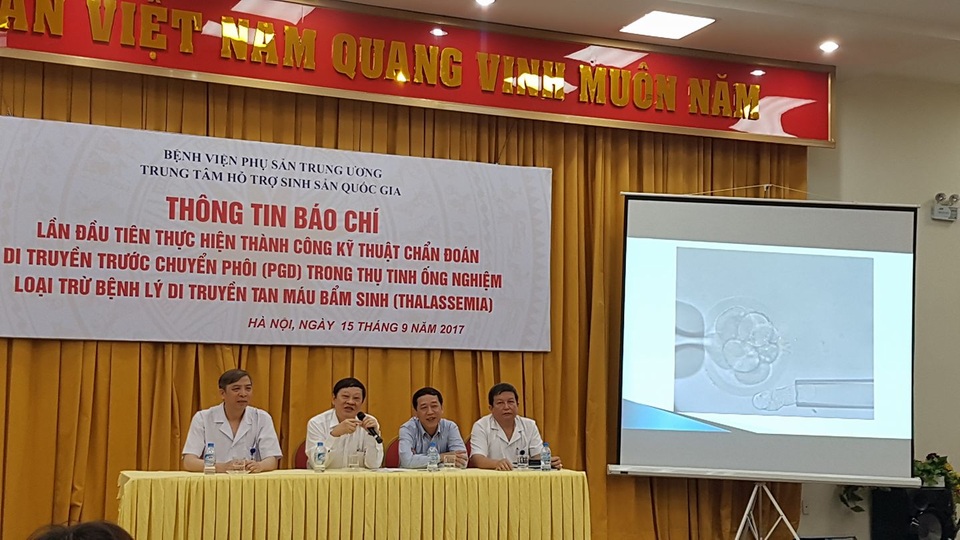 ÀN VIỆT NAM QUANG VINH MUÔN NĂM
BỆNH VIỆN PHỤ SẢN TRUNG ƯƠNG
TRUNG TÂM HỖ TRỢ SINH SẢN QUỐC GIA
THÔNG TIN BÁO CHÍ
LẦN ĐẦU TIÊN THỰC HIỆN THÀNH CÔNG KỸ THUẬT CHẨN ĐOÁN
DI TRUYỀN TRƯỚC CHUYỂN PHÔI (PGD) TRONG THỤ TINH ỐNG NGHIỆM
LOẠI TRỪ BỆNH LÝ DI TRUYỀN TAN MÁU BẨM SINH (THALASSEMIA)
HÀ NỘI, NGÀY 15 THÁNG 9 NĂM 2017